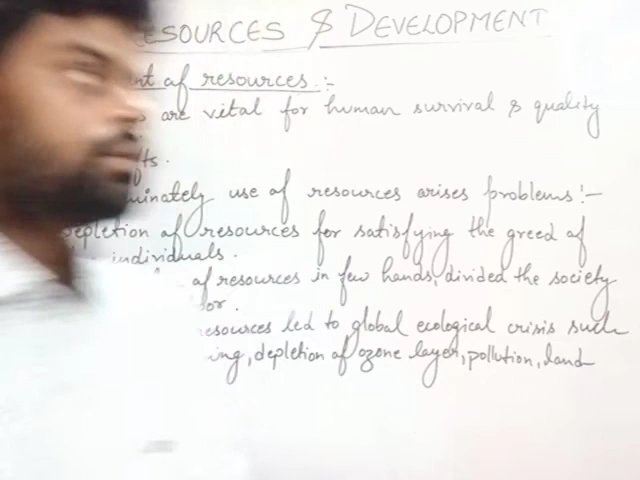 ESOURCES & DEVELOPMENT
nt of resources :-
are vital for human survival & quality
fts.
minately use of resources arises problems :-
epletion of resources for satisfying the greed of
individuals.
of resources in few hands, divided the society
or.
resources led to global ecological crisis such
ing, depletion of ozone layer, pollution, land